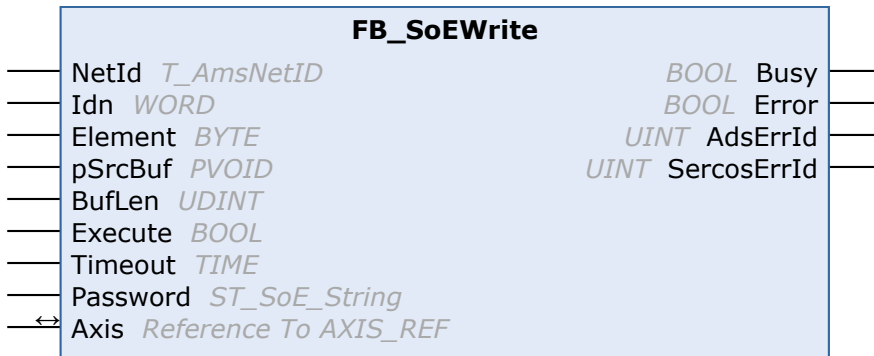 FB_SoEWrite
NetId T_AmsNetID BOOL Busy
Idn WORD BOOL Error
Element BYTE UINT AdsErrId
pSrcBuf PVOID UINT SercosErrId
BufLen UDINT
Execute BOOL
Timeout TIME
Password ST_SoE_String
↔ Axis Reference To AXIS_REF